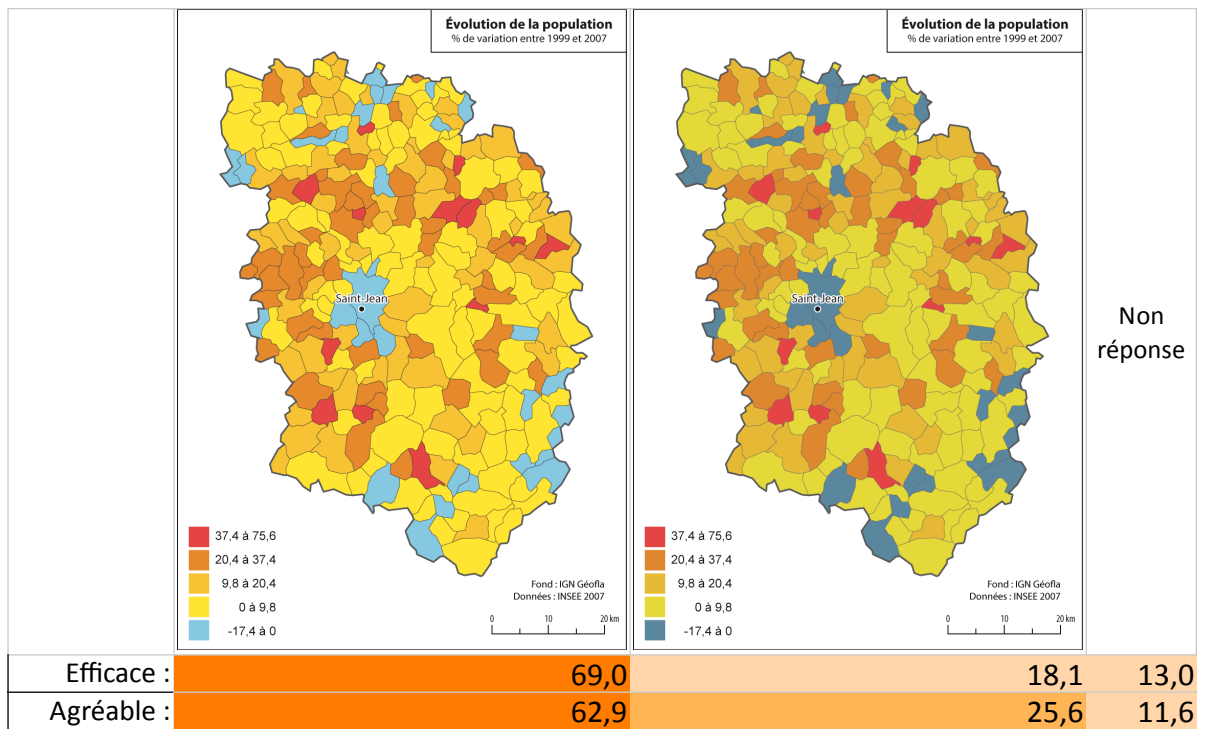 Évolution de la population
% de variation entre 1999 et 2007
Saint-Jean
37,4 à 75,6
20,4 à 37,4
9,8 à 20,4
0 à 9,8
-17,4 à 0
Fond : IGN Géofla
Données : INSEE 2007
0 10 20 km
Évolution de la population
% de variation entre 1999 et 2007
Saint-Jean
37,4 à 75,6
20,4 à 37,4
9,8 à 20,4
0 à 9,8
-17,4 à 0
Fond : IGN Géofla
Données : INSEE 2007
0 10 20 km
Non
réponse
Efficace : 69,0 18,1 13,0
Agréable : 62,9 25,6 11,6